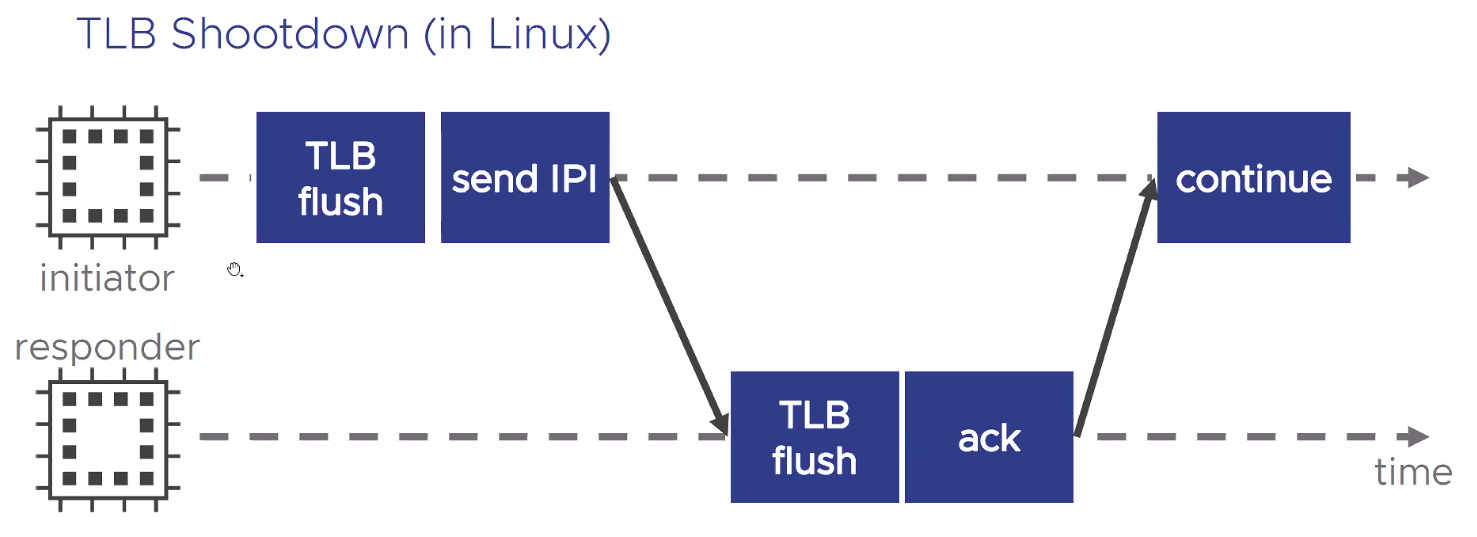 TLB Shootdown (in Linux)
TLB
flush
send IPI
continue
initiator
responder
TLB
flush
ack
time